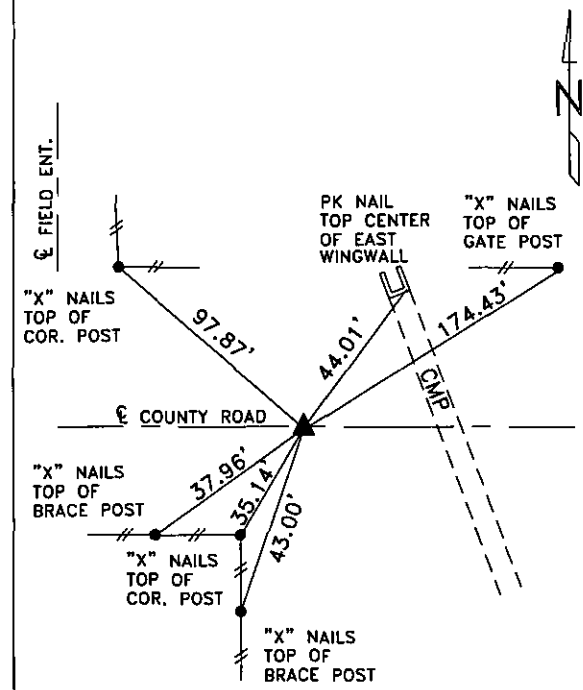 N
℄ FIELD ENT.
PK NAIL
TOP CENTER
OF EAST
WINGWALL
"X" NAILS
TOP OF
GATE POST
"X" NAILS
TOP OF
COR. POST
97.87'
44.01'
174.43'
CMP
℄ COUNTY ROAD
"X" NAILS
TOP OF
BRACE POST
37.96'
35.14'
43.00'
"X" NAILS
TOP OF
COR. POST
"X" NAILS
TOP OF
BRACE POST